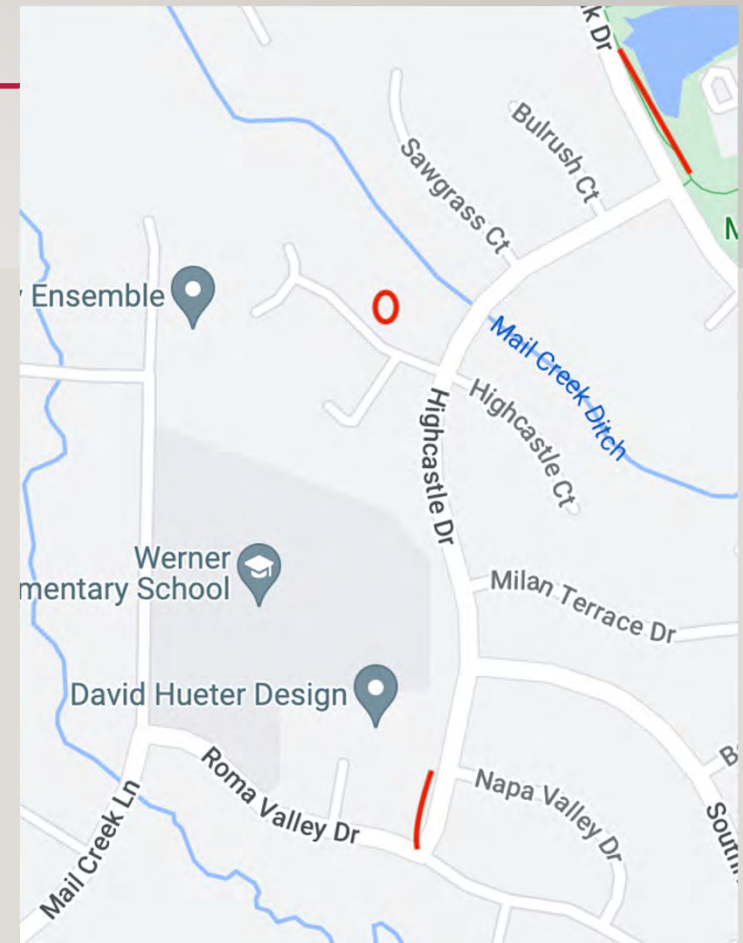 k Dr
Bulrush Ct
Sawgrass Ct
Ensemble
Mail Creek Ditch
Highcastle Ct
Highcastle Dr
Werner
mentary School
Milan Terrace Dr
David Hueter Design
Napa Valley Dr
Roma Valley Dr
Mail Creek Ln
South